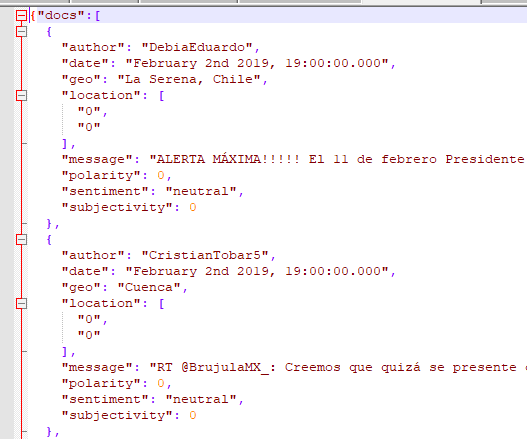 {"docs":[
{
"author": "DebiaEduardo",
"date": "February 2nd 2019, 19:00:00.000",
"geo": "La Serena, Chile",
"location": [
"0",
"0"
],
"message": "ALERTA MÁXIMA!!!!! El 11 de febrero Presidente
"polarity": 0,
"sentiment": "neutral",
"subjectivity": 0
},
{
"author": "CristianTobar5",
"date": "February 2nd 2019, 19:00:00.000",
"geo": "Cuenca",
"location": [
"0",
"0"
],
"message": "RT @BrujulaMX_: Creemos que quizá se presente
"polarity": 0,
"sentiment": "neutral",
"subjectivity": 0
},